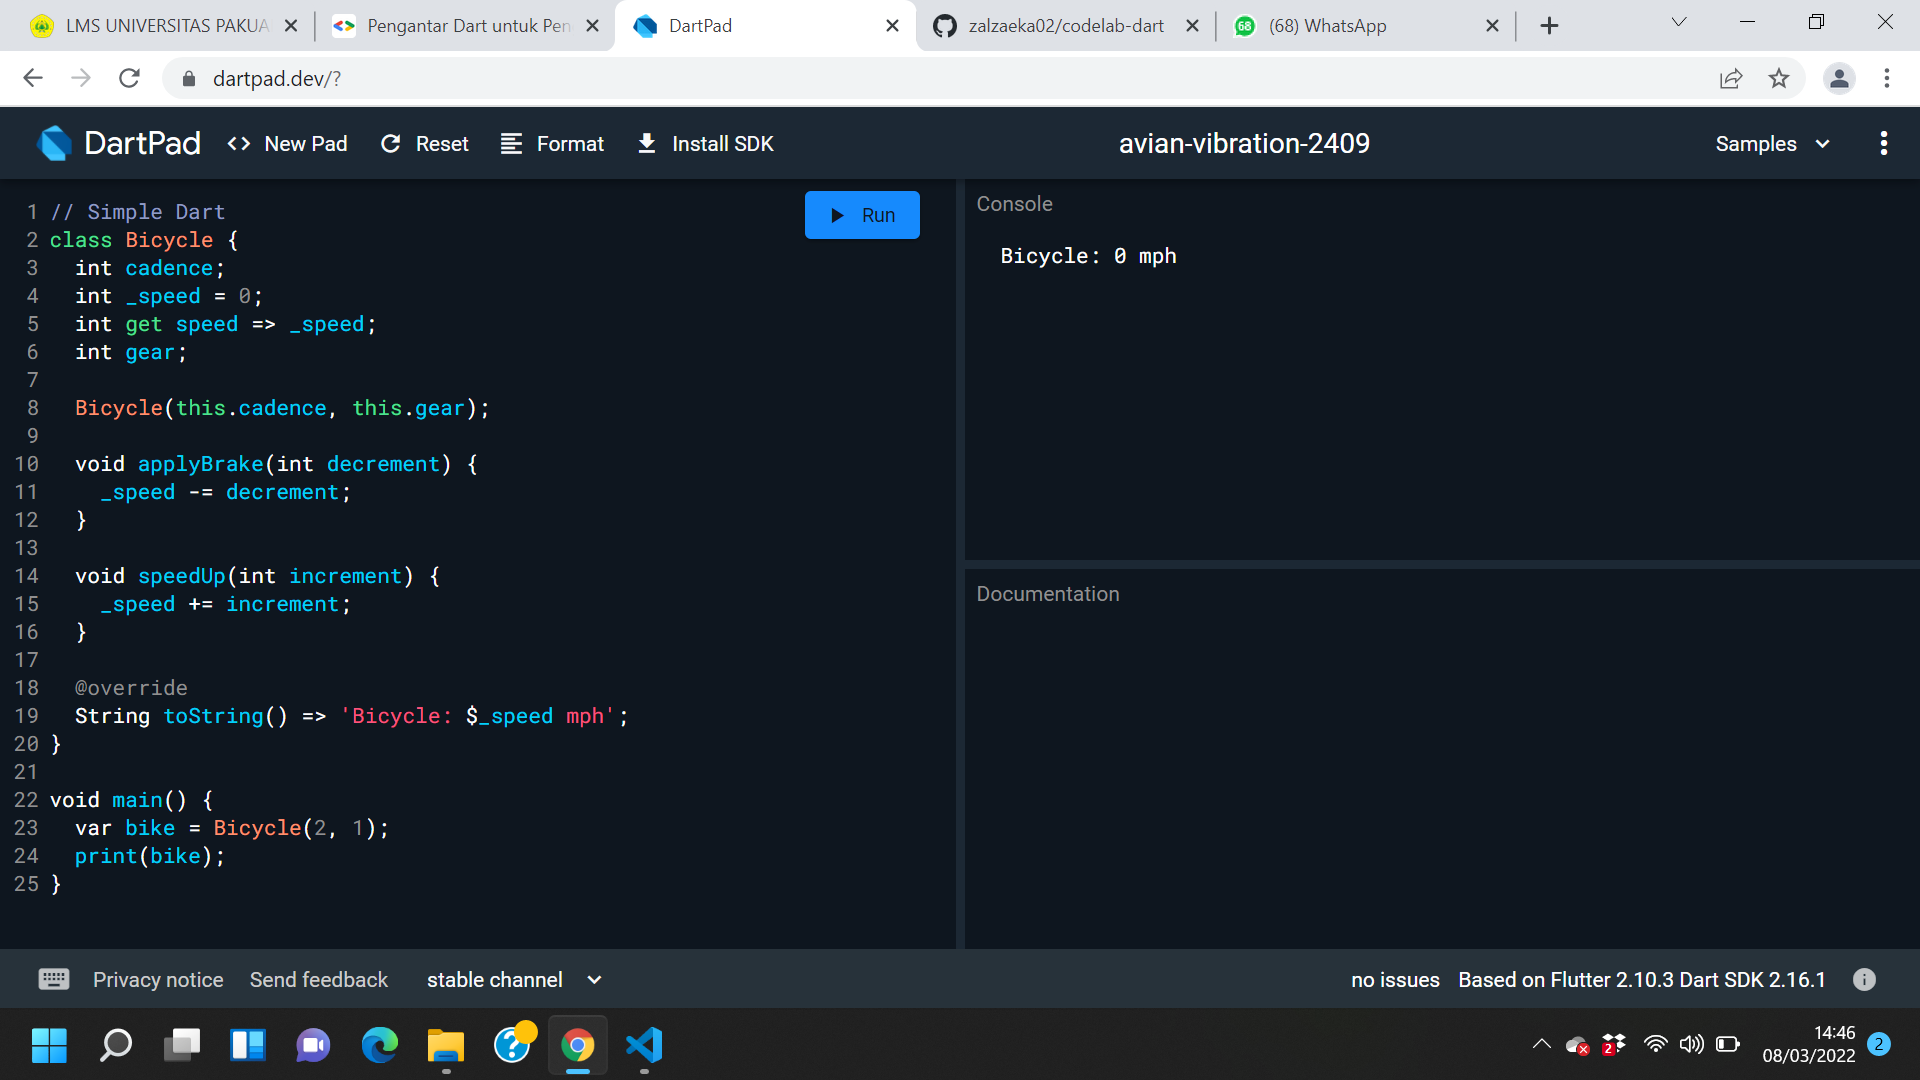 LMS UNIVERSITAS PAKUA
Pengantar Dart untuk Pen
DartPad
zalzaeka02/codelab-dart
68
(68) WhatsApp
dartpad.dev/?
DartPad
<> New Pad
Reset
Format
Install SDK
avian-vibration-2409
Samples
Run
1 // Simple Dart
2 class Bicycle {
3   int cadence;
4   int _speed = 0;
5   int get speed => _speed;
6   int gear;
7
8   Bicycle(this.cadence, this.gear);
9
10   void applyBrake(int decrement) {
11     _speed -= decrement;
12   }
13
14   void speedUp(int increment) {
15     _speed += increment;
16   }
17
18   @override
19   String toString() => 'Bicycle: $_speed mph';
20 }
21
22 void main() {
23   var bike = Bicycle(2, 1);
24   print(bike);
25 }
Console
Bicycle: 0 mph
Documentation
Privacy notice
Send feedback
stable channel
no issues
Based on Flutter 2.10.3 Dart SDK 2.16.1
2
14:46
08/03/2022
2